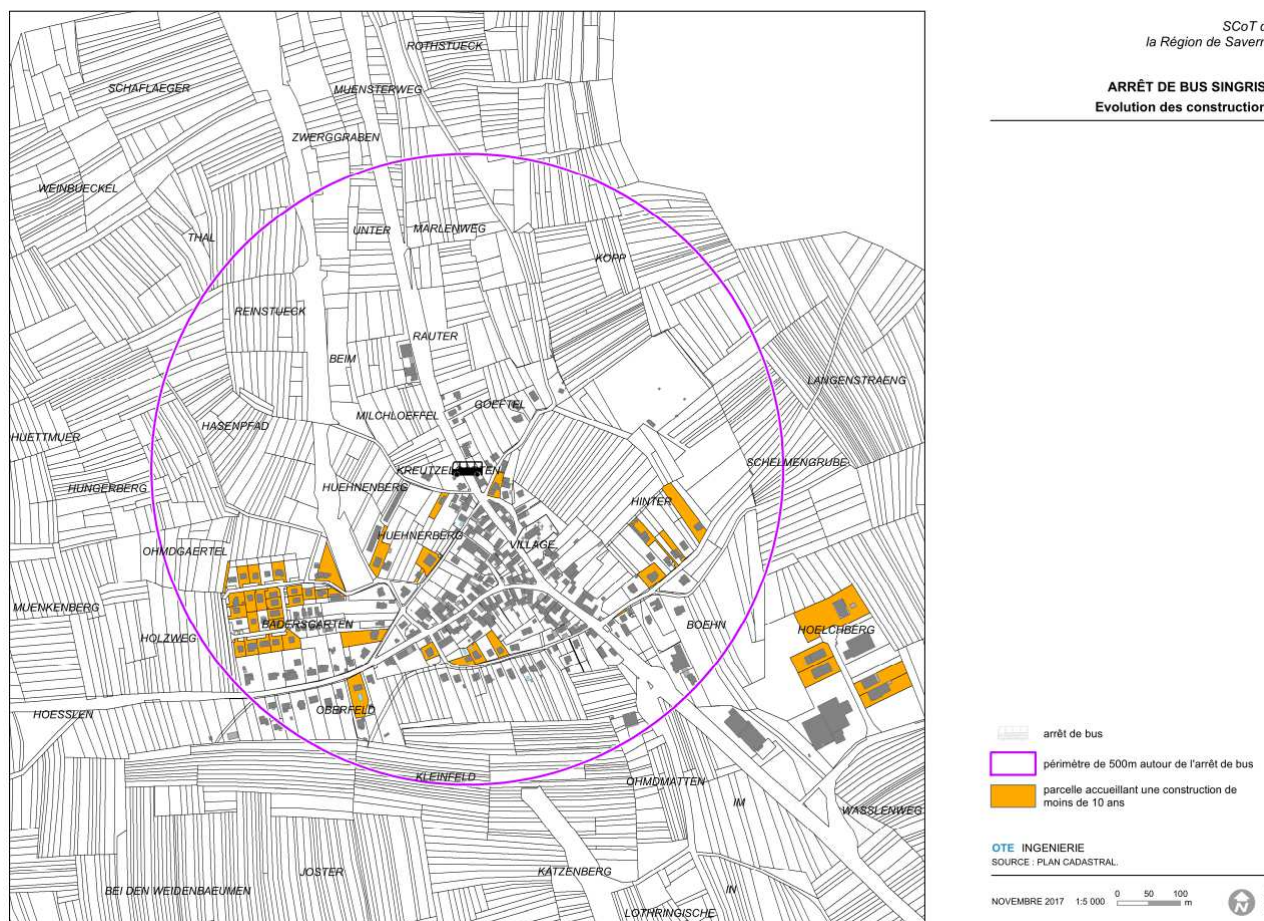 SCoT d
la Région de Savern
ARRÊT DE BUS SINGRIS
Evolution des construction
ROTHSTUECK
SCHAFLAEGER
MUENSTERWEG
ZWERGGRABEN
WEINBUECKEL
THAL
UNTER
MARLENWEG
KOPP
REINSTUECK
RAUTER
BEIM
LANGENSTRAENG
GOEFTEL
MILCHLOEFFEL
HASENPFAD
HUETTMUER
SCHELMENGRUBE
HUNGERBERG
HUEHNENBERG
HINTER
HUEHNERBERG
VILLAGE
OHMDGAERTEL
MUENKENBERG
BADERSGARTEN
BOEHN
HOELCHBERG
HOLZWEG
OBERFELD
HOESSLEN
KLEINFELD
OHMDMATTEN
IM
WASSLENWEG
JOSTER
KATZENBERG
BEI DEN WEIDENBAEUMEN
IN
LOTHRINGISCHE
arrêt de bus
périmètre de 500m autour de l'arrêt de bus
parcelle accueillant une construction de
moins de 10 ans
OTE INGENIERIE
SOURCE : PLAN CADASTRAL.
NOVEMBRE 2017 1:5 000 0 50 100 m N